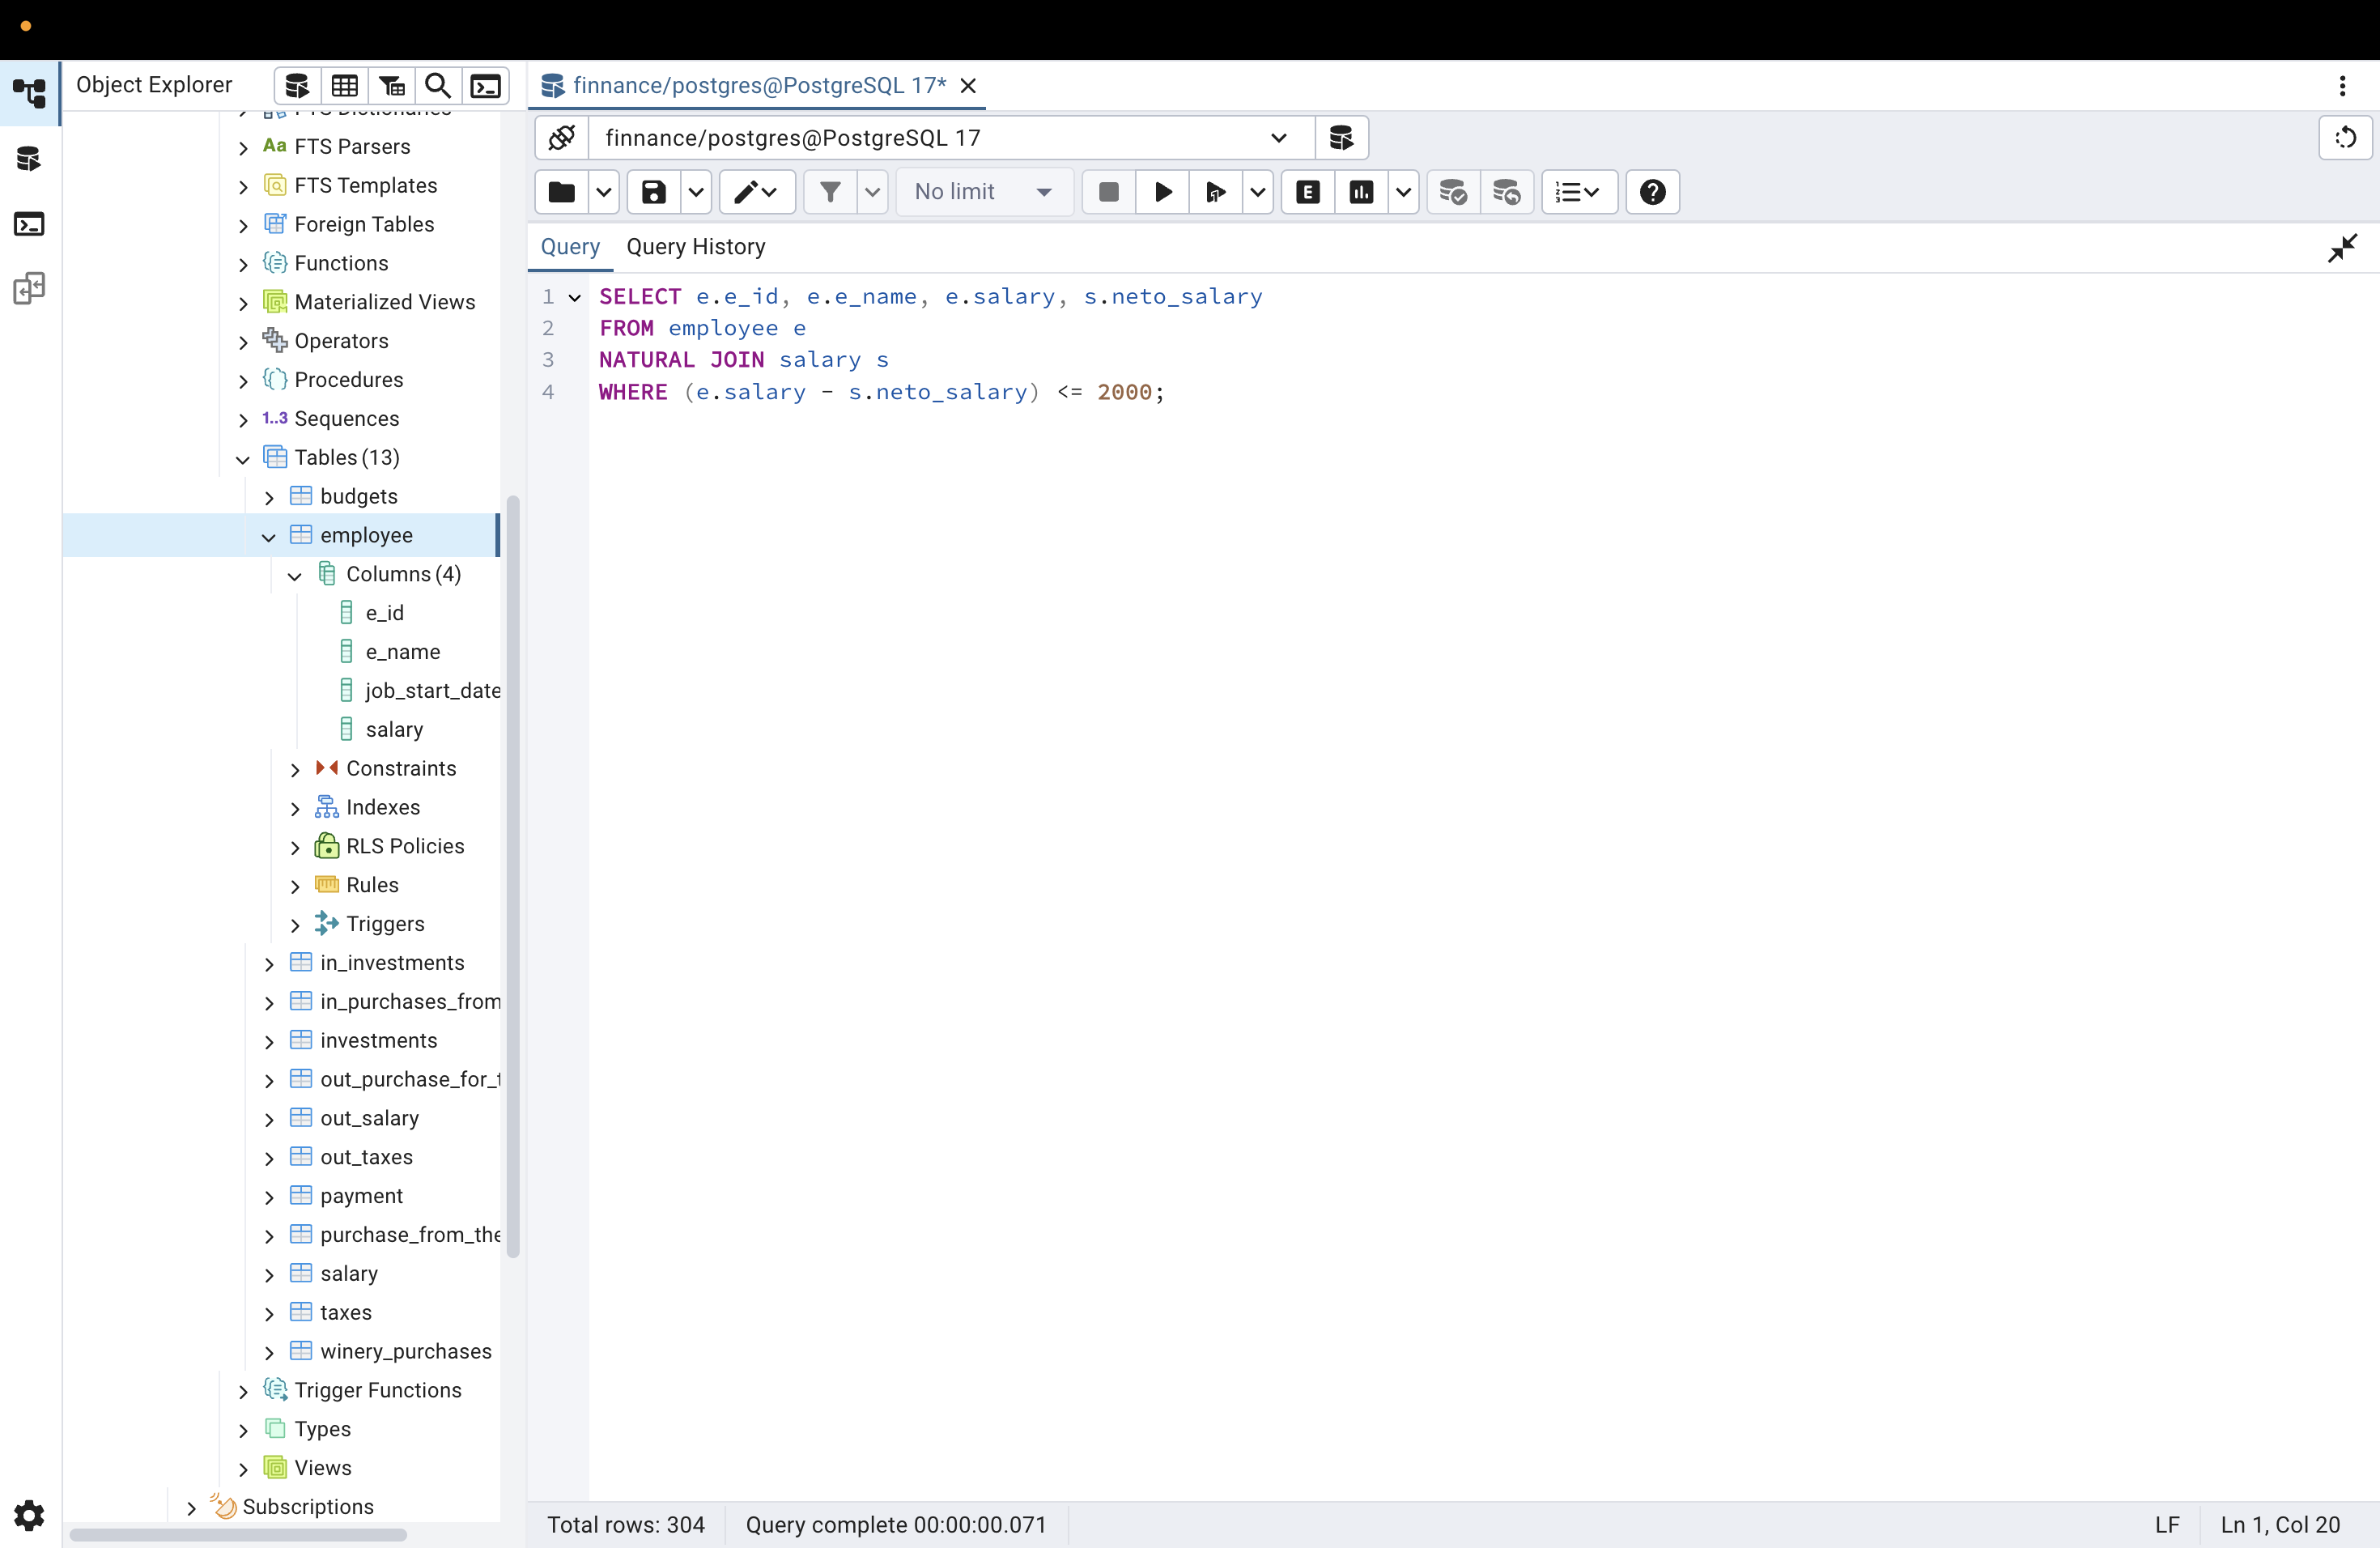 Object Explorer
finnance/postgres@PostgreSQL 17*
finnance/postgres@PostgreSQL 17
No limit
Query Query History
1 SELECT e.e_id, e.e_name, e.salary, s.neto_salary
2 FROM employee e
3 NATURAL JOIN salary s
4 WHERE (e.salary - s.neto_salary) <= 2000;
FTS Dictionaries
Aa FTS Parsers
FTS Templates
Foreign Tables
Functions
Materialized Views
Operators
Procedures
1..3 Sequences
Tables (13)
budgets
employee
Columns (4)
e_id
e_name
job_start_date
salary
Constraints
Indexes
RLS Policies
Rules
Triggers
in_investments
in_purchases_from
investments
out_purchase_for_t
out_salary
out_taxes
payment
purchase_from_the
salary
taxes
winery_purchases
Trigger Functions
Types
Views
Subscriptions
Total rows: 304 Query complete 00:00:00.071 LF Ln 1, Col 20